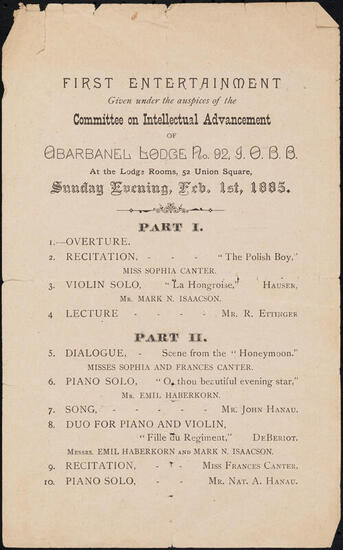 FIRST ENTERTAINMENT
Given under the auspices of the
Committee on Intellectual Advancement
OF
ABARBANEL LODGE No. 92, I. O. B. B.
At the Lodge Rooms, 52 Union Square,
Sunday Evening, Feb. 1st, 1885.
PART I.
1.—OVERTURE.
2. RECITATION, - - - "The Polish Boy,"
MISS SOPHIA CANTER.
3. VIOLIN SOLO, "La Hongroise," HAUSER,
MR. MARK N. ISAACSON.
4 LECTURE - - - - MR. R. ETTINGER
PART II.
5. DIALOGUE, - - Scene from the "Honeymoon."
MISSES SOPHIA AND FRANCES CANTER.
6. PIANO SOLO, "O, thou beautiful evening star,"
MR. EMIL HABERKORN.
7. SONG, - - - - MR. JOHN HANAU.
8. DUO FOR PIANO AND VIOLIN,
"Fille du Regiment," DEBERIOT.
MESSRS. EMIL HABERKORN AND MARK N. ISAACSON.
9. RECITATION, - - MISS FRANCES CANTER,
10. PIANO SOLO, - - MR. NAT. A. HANAU.